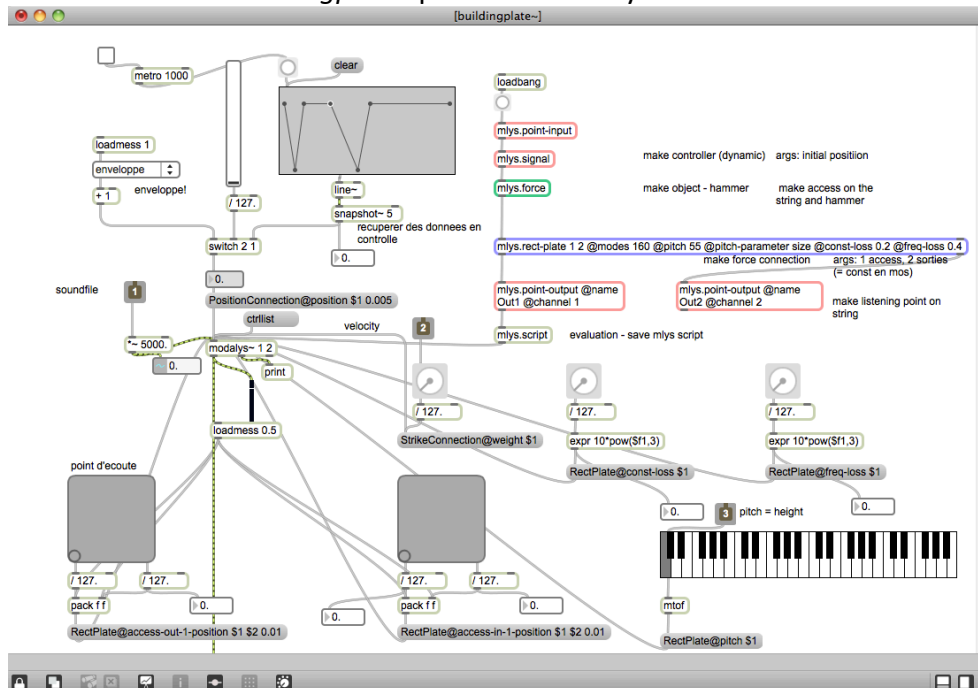 [buildingplate~]
metro 1000
clear
loadbang
mlys.point-input
loadmess 1
mlys.signal
make controller (dynamic) args: initial positiion
enveloppe
enveloppe!
mlys.force
make object - hammer
make access on the
string and hammer
+ 1
/ 127.
line~
snapshot~ 5
recuperer des donnees en
controlle
switch 2 1
0.
0.
mlys.rect-plate 1 2 @modes 160 @pitch 55 @pitch-parameter size @const-loss 0.2 @freq-loss 0.4
make force connection
args: 1 access, 2 sorties
(= const en mos)
soundfile
1
PositionConnection@position $1 0.005
mlys.point-output @name
Out1 @channel 1
mlys.point-output @name
Out2 @channel 2
make listening point on
string
ctrllist
velocity
2
mlys.script
evaluation - save mlys script
*~ 5000.
modalys~ 1 2
0.
print
/ 127.
/ 127.
/ 127.
loadmess 0.5
StrikeConnection@weight $1
expr 10*pow($f1,3)
expr 10*pow($f1,3)
point d'ecoute
RectPlate@const-loss $1
RectPlate@freq-loss $1
0.
0.
3
pitch = height
/ 127.
/ 127.
/ 127.
/ 127.
pack f f
0.
0.
pack f f
0.
mtof
RectPlate@access-out-1-position $1 $2 0.01
RectPlate@access-in-1-position $1 $2 0.01
RectPlate@pitch $1